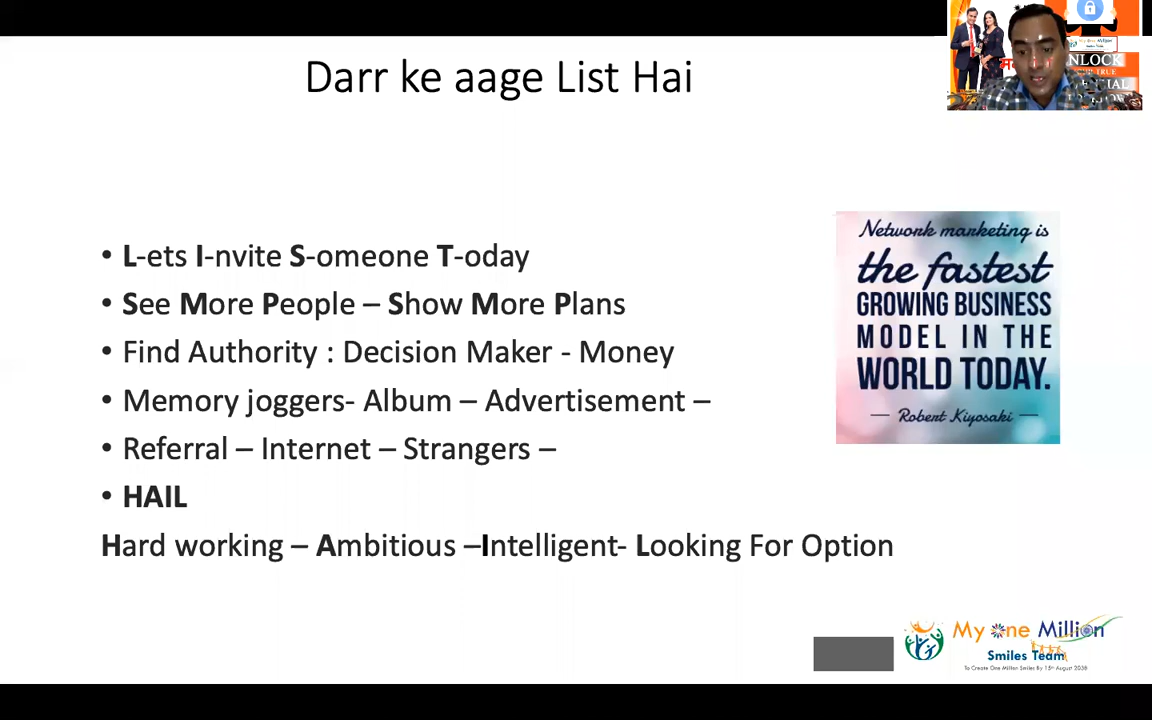 NLOCK
Darr ke aage List Hai
L-ets I-nvite S-omeone T-oday
See More People – Show More Plans
Find Authority : Decision Maker - Money
Memory joggers- Album – Advertisement –
Referral – Internet – Strangers –
HAIL
Hard working – Ambitious –Intelligent- Looking For Option
Network marketing is
the fastest
GROWING BUSINESS
MODEL IN THE
WORLD TODAY.
— Robert Kiyosaki —
My one Million
Smiles Team
To Create One Million Smiles By 15th August 2038